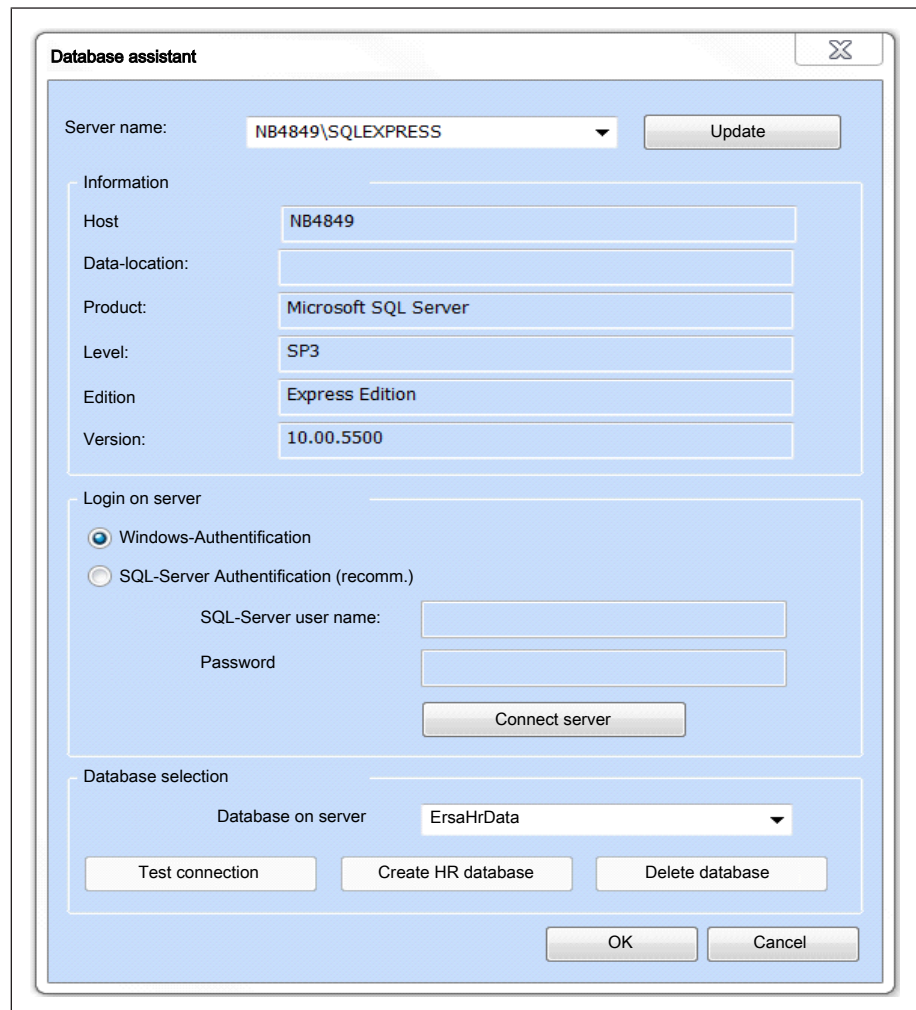 Database assistant
Server name: NB4849\SQLEXPRESS Update
Information
Host NB4849
Data-location:
Product: Microsoft SQL Server
Level: SP3
Edition Express Edition
Version: 10.00.5500
Login on server
Windows-Authentification
SQL-Server Authentification (recomm.)
SQL-Server user name:
Password
Connect server
Database selection
Database on server ErsaHrData
Test connection Create HR database Delete database
OK Cancel